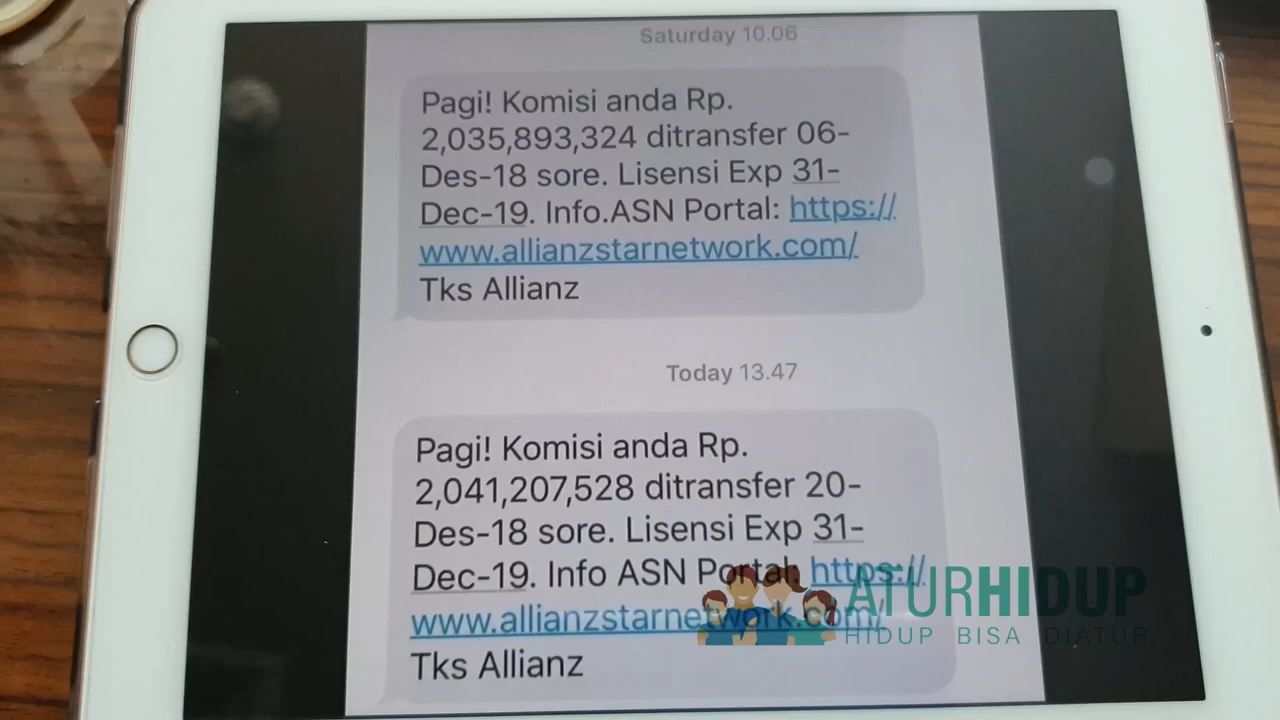 Saturday 10.06
Pagi! Komisi anda Rp.
2,035,893,324 ditransfer 06-
Des-18 sore. Lisensi Exp 31-
Dec-19. Info.ASN Portal: https://
www.allianzstarnetwork.com/
Tks Allianz
Today 13.47
Pagi! Komisi anda Rp.
2,041,207,528 ditransfer 20-
Des-18 sore. Lisensi Exp 31-
Dec-19. Info ASN Portal: https://
www.allianzstarnetwork.com/
Tks Allianz
ATURHIDUP
HIDUP BISA DIATUR